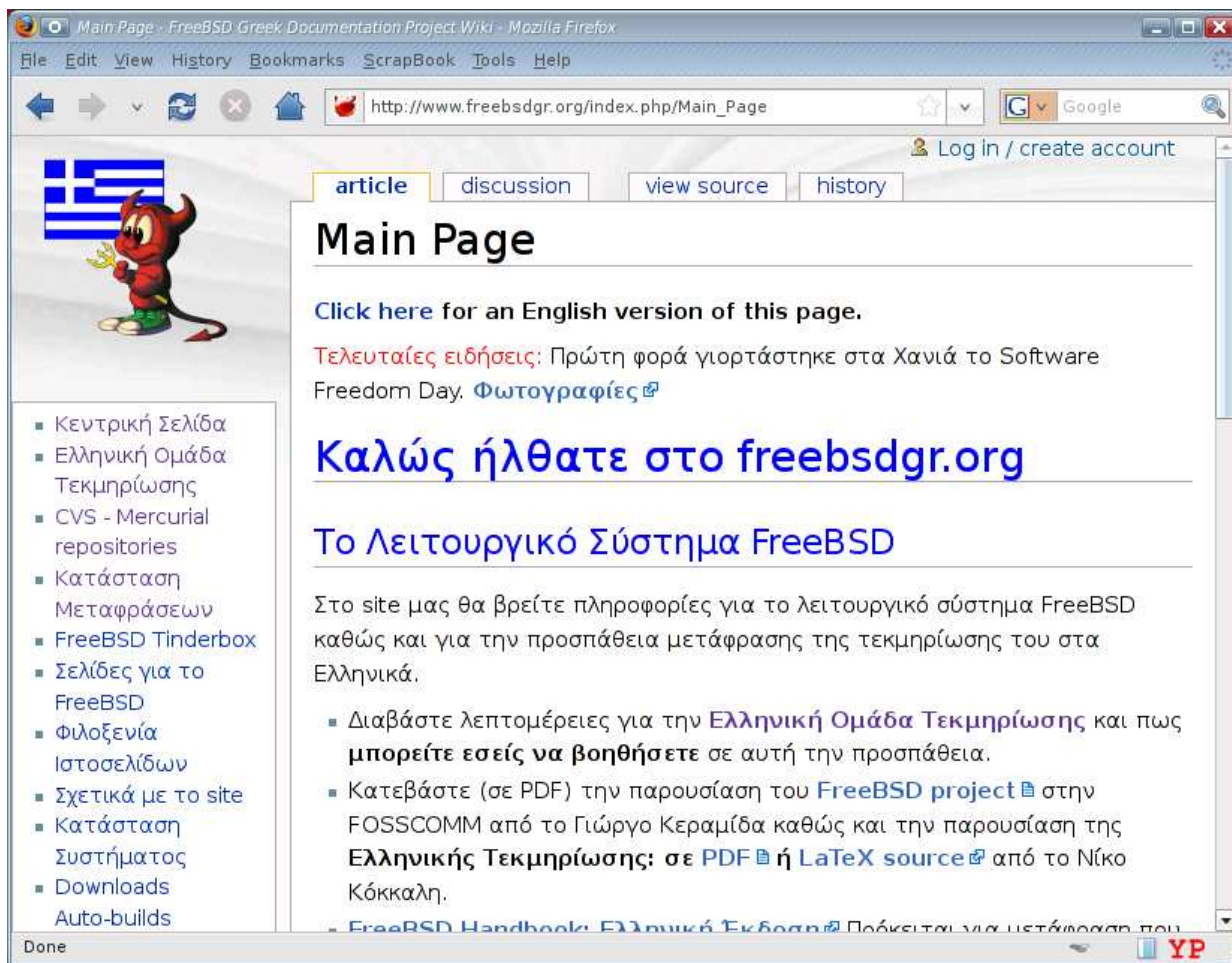 Main Page - FreeBSD Greek Documentation Project Wiki - Mozilla Firefox
File Edit View History Bookmarks ScrapBook Tools Help
http://www.freebsdgr.org/index.php/Main_Page
G Google
Log in / create account
article discussion view source history
Main Page
Click here for an English version of this page.
Τελευταίες ειδήσεις: Πρώτη φορά γιορτάστηκε στα Χανιά το Software
Freedom Day. Φωτογραφίες
Καλώς ήλθατε στο freebsdgr.org
Το Λειτουργικό Σύστημα FreeBSD
Στο site μας θα βρείτε πληροφορίες για το λειτουργικό σύστημα FreeBSD
καθώς και για την προσπάθεια μετάφρασης της τεκμηρίωσης του στα
Ελληνικά.
Διαβάστε λεπτομέρειες για την Ελληνική Ομάδα Τεκμηρίωσης και πως
μπορείτε εσείς να βοηθήσετε σε αυτή την προσπάθεια.
Κατεβάστε (σε PDF) την παρουσίαση του FreeBSD project στην
FOSSCOMM από το Γιώργο Κεραμίδα καθώς και την παρουσίαση της
Ελληνικής Τεκμηρίωσης: σε PDF ή LaTeX source από το Νίκο
Κόκκαλη.
FreeBSD Handbook: Ελληνική Έκδοση Πρόκειται για μετάφραση που
Κεντρική Σελίδα
Ελληνική Ομάδα
Τεκμηρίωσης
CVS - Mercurial
repositories
Κατάσταση
Μεταφράσεων
FreeBSD Tinderbox
Σελίδες για το
FreeBSD
Φιλοξενία
Ιστοσελίδων
Σχετικά με το site
Κατάσταση
Συστήματος
Downloads
Auto-builds
Done
YP